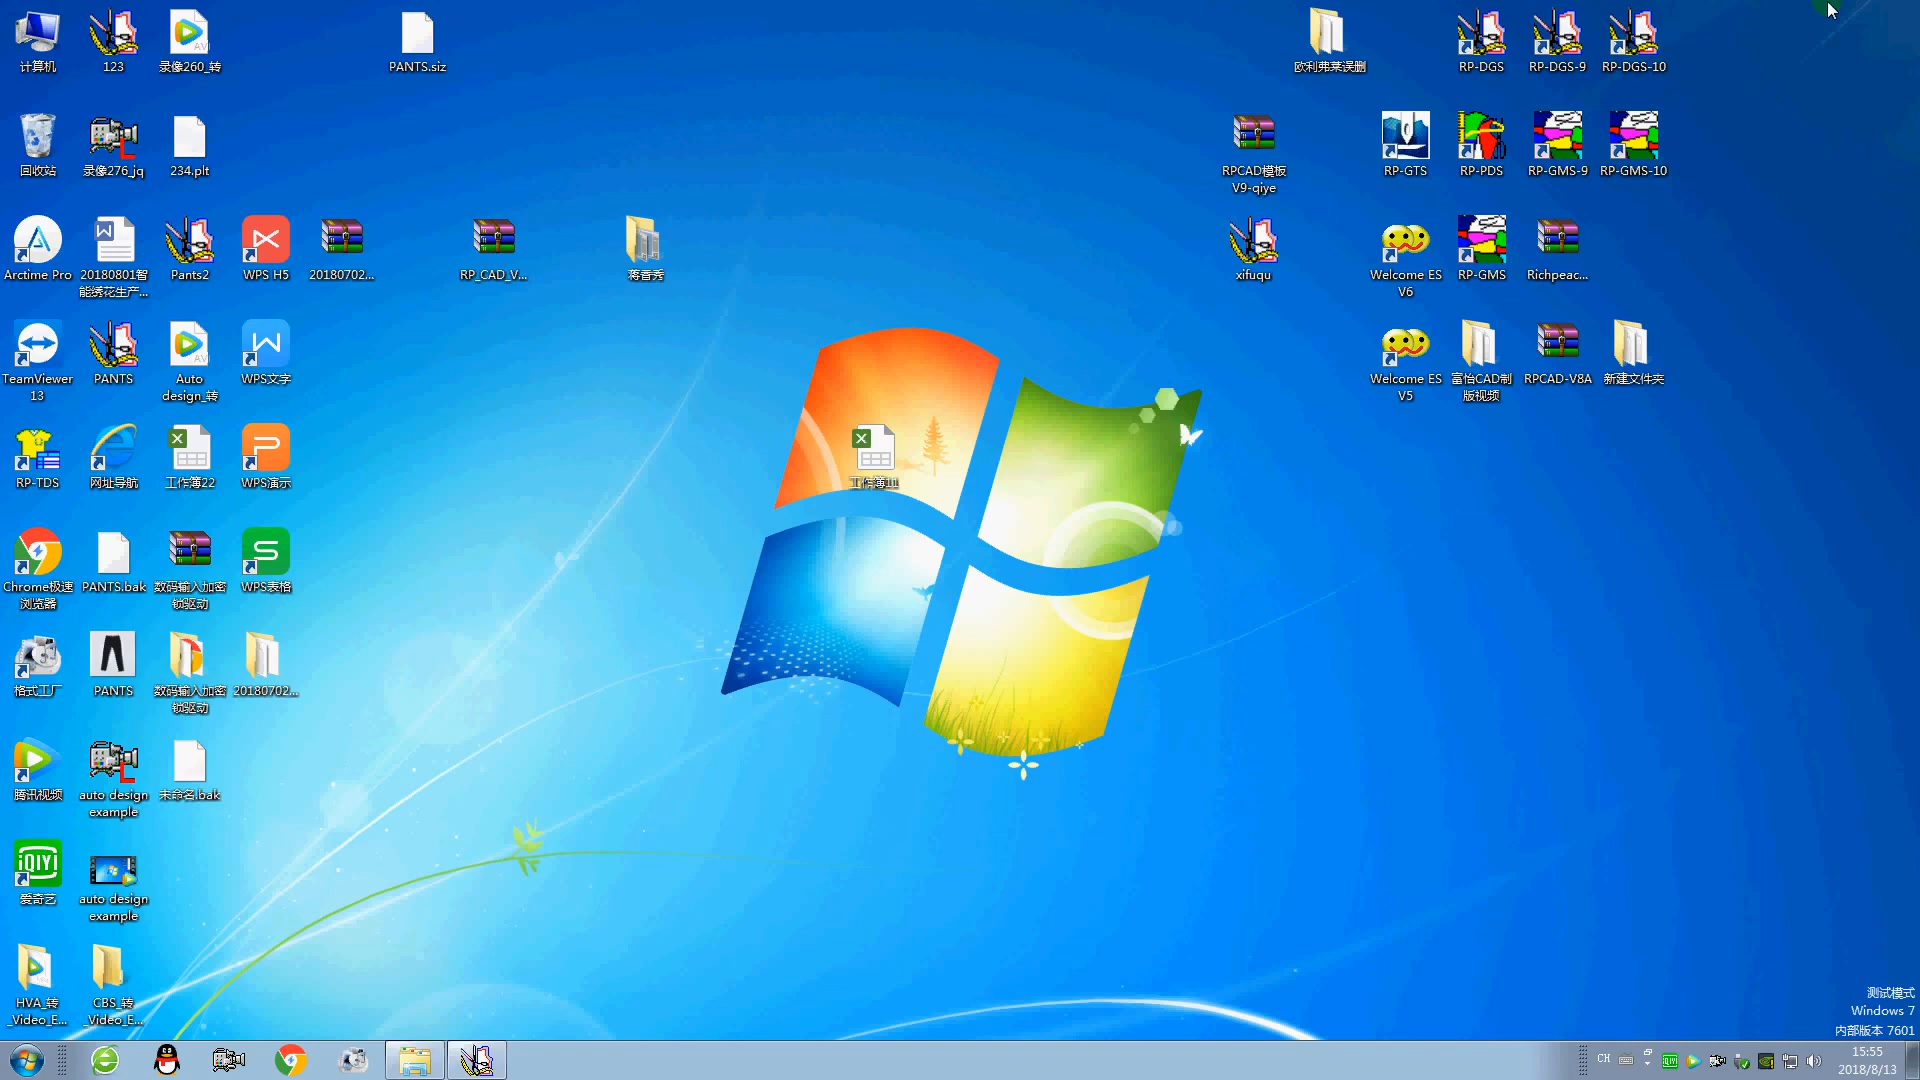 计算机
123
录像260_转
PANTS.siz
欧利弗莱误删
RP-DGS
RP-DGS-9
RP-DGS-10
回收站
录像276_jq
234.plt
RPCAD模板
V9-qiye
RP-GTS
RP-PDS
RP-GMS-9
RP-GMS-10
Arctime Pro
20180801智
能绣花生产...
Pants2
WPS H5
20180702...
RP_CAD_V...
蒋晋秀
xifuqu
Welcome ES
V6
RP-GMS
Richpeac...
TeamViewer
13
PANTS
Auto
design_转
WPS文字
Welcome ES
V5
富怡CAD制
版视频
RPCAD-V8A
新建文件夹
RP-TDS
网址导航
工作簿22
WPS演示
工作簿11
Chrome极速
浏览器
PANTS.bak
数码输入加密
锁驱动
WPS表格
格式工厂
PANTS
数码输入加密
锁驱动
20180702...
腾讯视频
auto design
example
未命名.bak
iQIYI
爱奇艺
auto design
example
HVA_转
_Video_E...
CBS_转
_Video_E...
测试模式
Windows 7
内部版本 7601
CH
15:55
2018/8/13